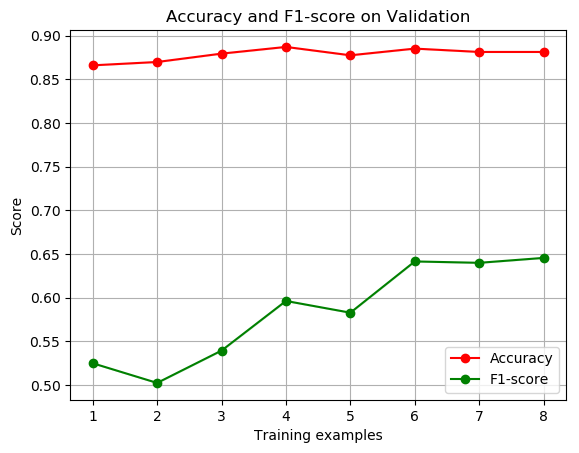 Accuracy and F1-score on Validation
0.90
0.85
0.80
0.75
0.70
0.65
0.60
0.55
0.50
Score
1 2 3 4 5 6 7 8
Training examples
Accuracy
F1-score